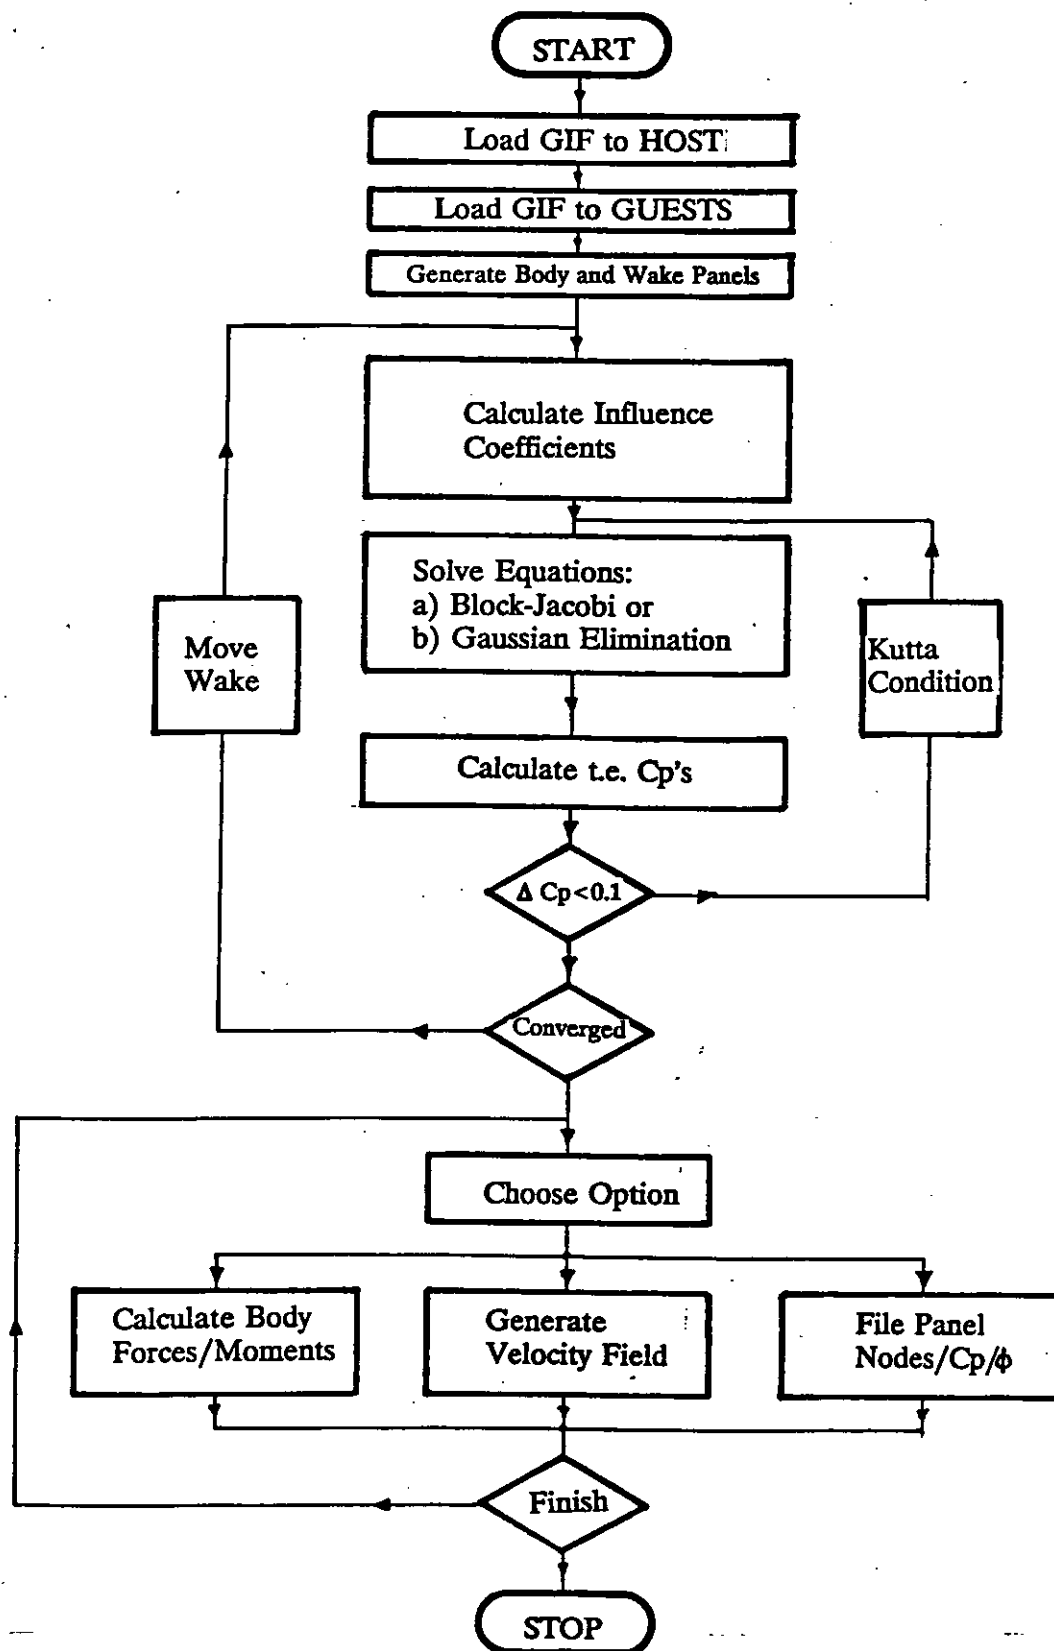 START
Load GIF to HOST
Load GIF to GUESTS
Generate Body and Wake Panels
Calculate Influence
Coefficients
Solve Equations:
a) Block-Jacobi or
b) Gaussian Elimination
Move
Wake
Kutta
Condition
Calculate t.e. Cp's
Δ Cp<0.1
Converged
Choose Option
Calculate Body
Forces/Moments
Generate
Velocity Field
File Panel
Nodes/Cp/ϕ
Finish
STOP